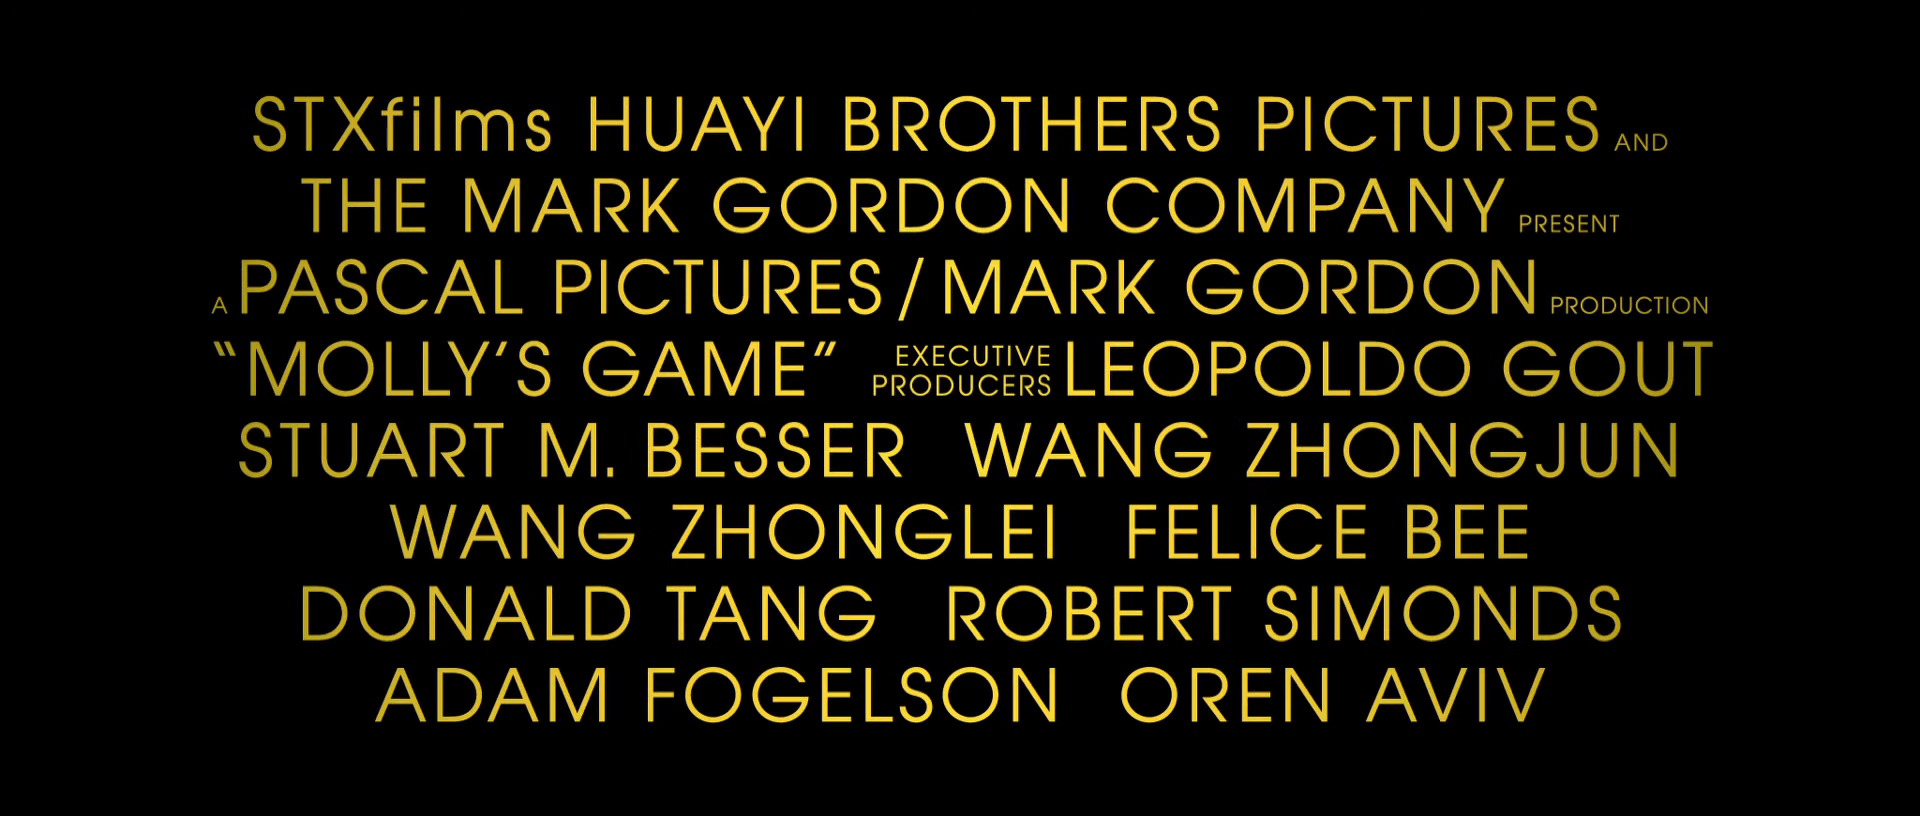 STXfilms HUAYI BROTHERS PICTURES AND
THE MARK GORDON COMPANY PRESENT
A PASCAL PICTURES / MARK GORDON PRODUCTION
“MOLLY’S GAME” EXECUTIVE PRODUCERS LEOPOLDO GOUT
STUART M. BESSER WANG ZHONGJUN
WANG ZHONGLEI FELICE BEE
DONALD TANG ROBERT SIMONDS
ADAM FOGELSON OREN AVIV